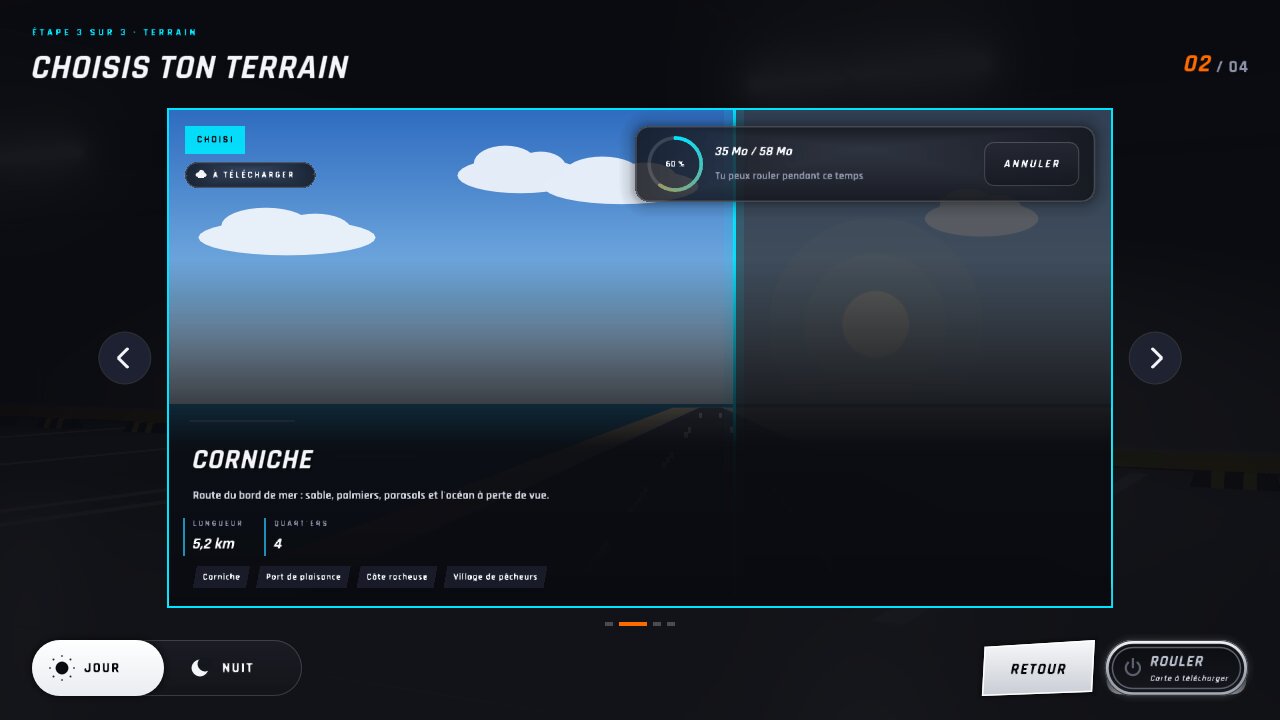 ÉTAPE 3 SUR 3 · TERRAIN
CHOISIS TON TERRAIN
02 / 04
CHOISI
À TÉLÉCHARGER
60 %
35 Mo / 58 Mo
Tu peux rouler pendant ce temps
ANNULER
CORNICHE
Route du bord de mer : sable, palmiers, parasols et l'océan à perte de vue.
LONGUEUR
5,2 km
QUARTIERS
4
Corniche
Port de plaisance
Côte rocheuse
Village de pêcheurs
JOUR
NUIT
RETOUR
ROULER
Carte à télécharger